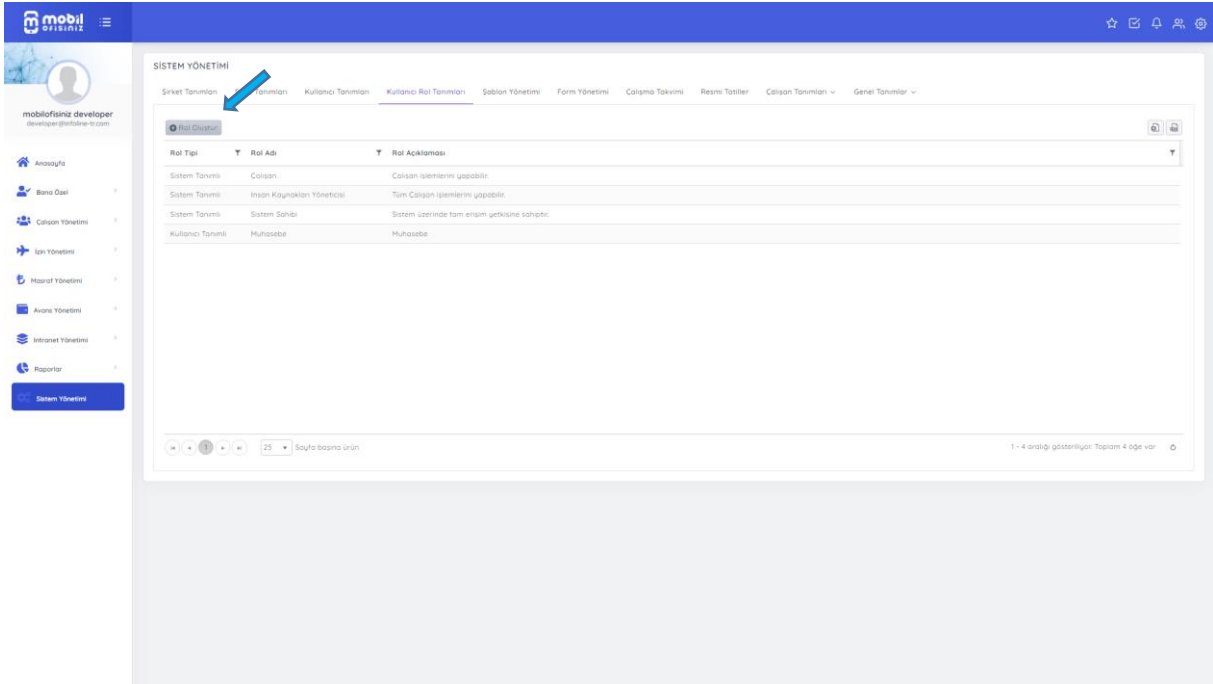 mobil
ofisiniz
SİSTEM YÖNETİMİ
Şirket Tanımları Tanımları Kullanıcı Tanımları Kullanıcı Rol Tanımları Şablon Yönetimi Form Yönetimi Çalışma Takvimi Resmi Tatiller Çalışan Tanımları Genel Tanımlar
mobilofisiniz developer
developer@infoline-tr.com
Rol Oluştur
Rol Tipi Rol Adı Rol Açıklaması
Sistem Tanımlı Çalışan Çalışan işlemlerini yapabilir.
Sistem Tanımlı İnsan Kaynakları Yöneticisi Tüm Çalışan işlemlerini yapabilir.
Sistem Tanımlı Sistem Sahibi Sistem üzerinde tam erişim yetkisine sahiptir.
Kullanıcı Tanımlı Muhasebe Muhasebe
Anasayfa
Bana Özel
Çalışan Yönetimi
İzin Yönetimi
Masraf Yönetimi
Avans Yönetimi
İntranet Yönetimi
Raporlar
Sistem Yönetimi
1 25 Sayfa başına ürün 1 - 4 aralığı gösteriliyor. Toplam 4 öğe var